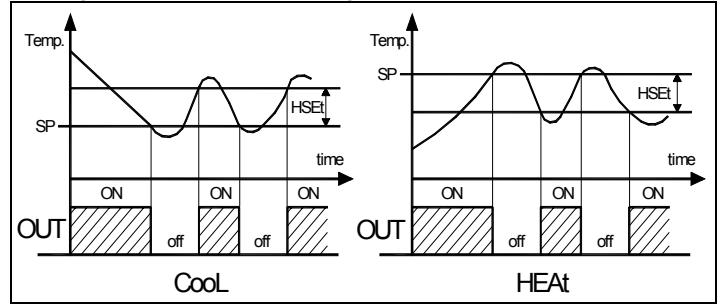 Temp.
HSEt
SP
time
ON ON ON
OUT
off off
CooL
Temp.
SP
HSEt
time
ON ON ON
OUT
off off
HEAt